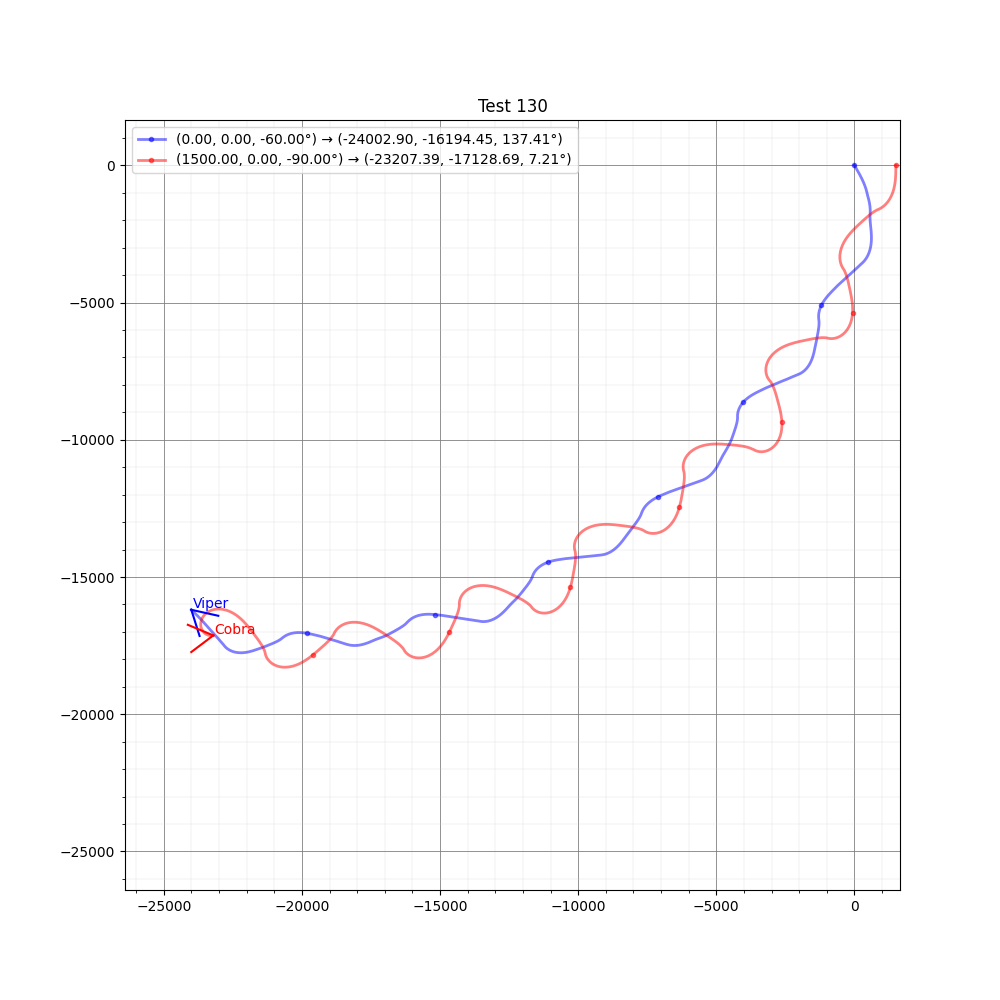 Test 130
(0.00, 0.00, -60.00°) → (-24002.90, -16194.45, 137.41°)
(1500.00, 0.00, -90.00°) → (-23207.39, -17128.69, 7.21°)
0
−5000
−10000
−15000
−20000
−25000
Viper
Cobra
−25000 −20000 −15000 −10000 −5000 0